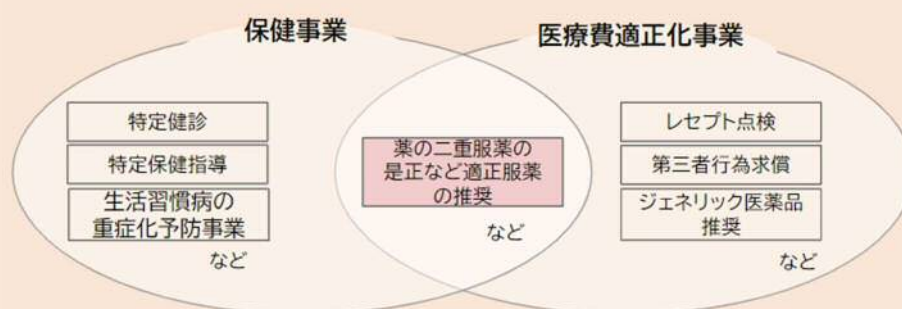 保健事業
医療費適正化事業
特定健診
特定保健指導
生活習慣病の
重症化予防事業
など
薬の二重服薬の
是正など適正服薬
の推奨
など
レセプト点検
第三者行為求償
ジェネリック医薬品
推奨
など